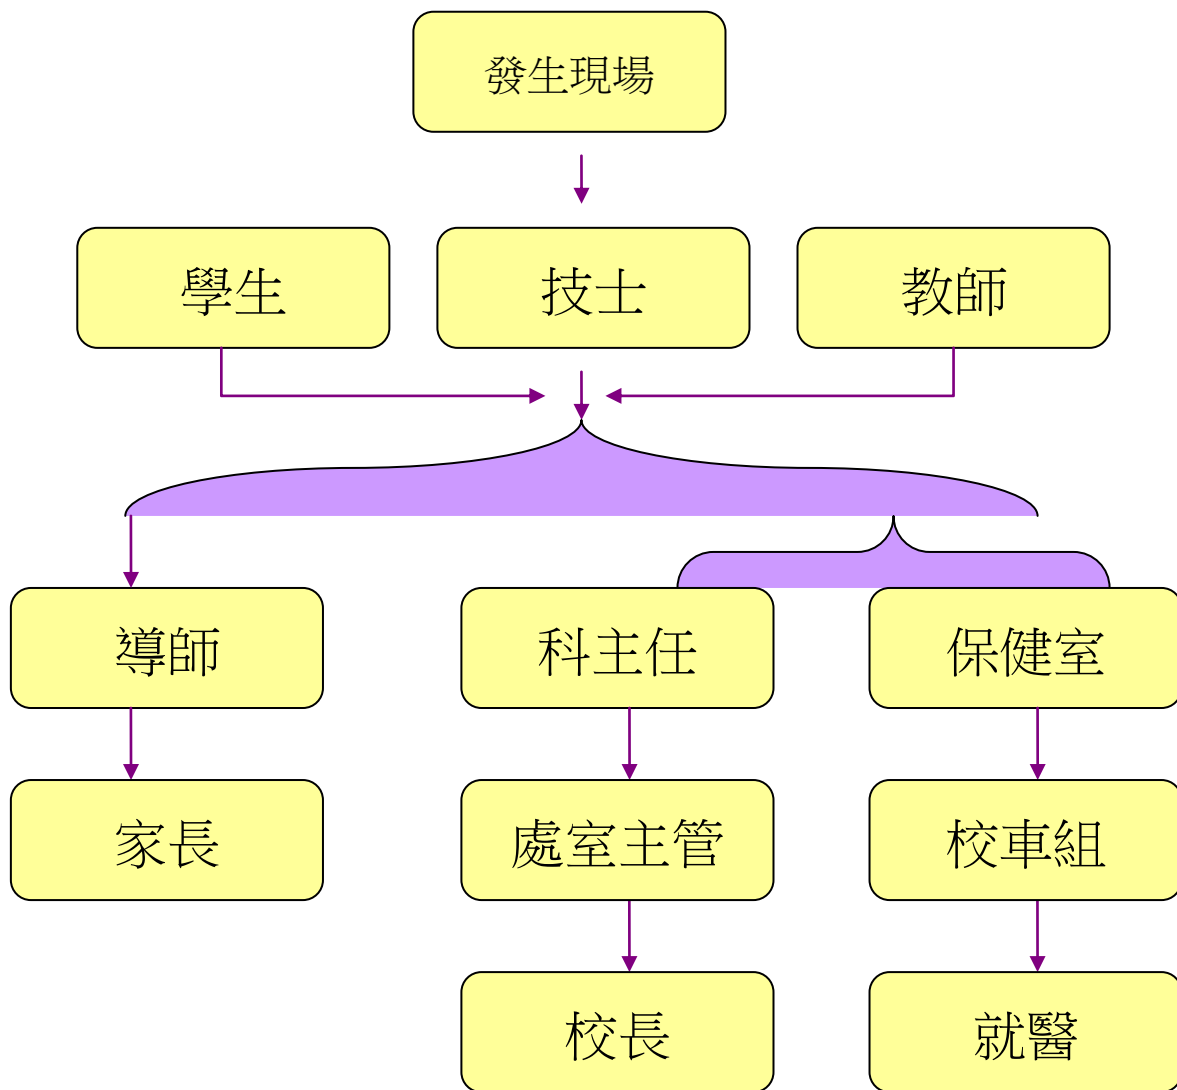 發生現場
學生
技士
教師
導師
科主任
保健室
家長
處室主管
校車組
校長
就醫